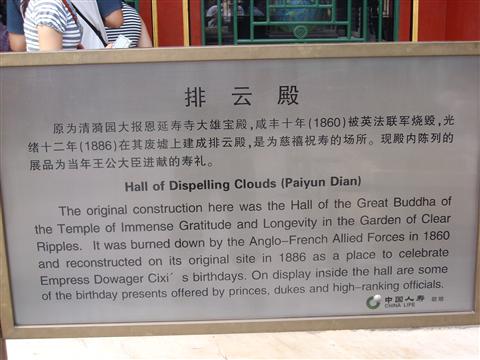 排云殿
原为清漪园大报恩延寿寺大雄宝殿,咸丰十年(1860)被英法联军烧毁,光
绪十二年(1886)在其废墟上建成排云殿,是为慈禧祝寿的场所。现殿内陈列的
展品为当年王公大臣进献的寿礼。
Hall of Dispelling Clouds (Paiyun Dian)
The original construction here was the Hall of the Great Buddha of
the Temple of Immense Gratitude and Longevity in the Garden of Clear
Ripples. It was burned down by the Anglo-French Allied Forces in 1860
and reconstructed on its original site in 1886 as a place to celebrate
Empress Dowager Cixi´s birthdays. On display inside the hall are some
of the birthday presents offered by princes, dukes and high-ranking officials.
中国人寿
CHINA LIFE